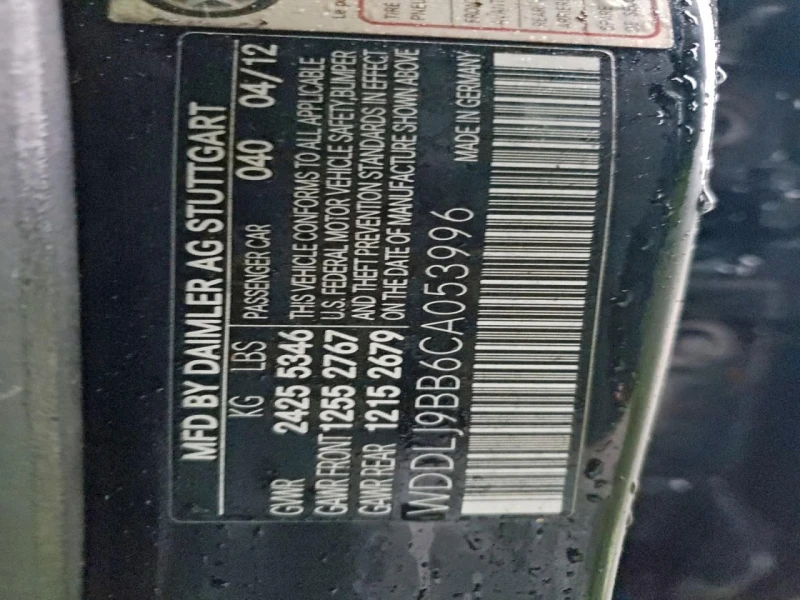 MFD BY DAIMLER AG STUTTGART
KG LBS PASSENGER CAR 040 04/12
GVWR 2425 5346 THIS VEHICLE CONFORMS TO ALL APPLICABLE
GAWR FRONT 1255 2767 U.S. FEDERAL MOTOR VEHICLE SAFETY, BUMPER
GAWR REAR 1215 2679 AND THEFT PREVENTION STANDARDS IN EFFECT
ON THE DATE OF MANUFACTURE SHOWN ABOVE
WDDLJ9BB6CA053996 MADE IN GERMANY
TIRE